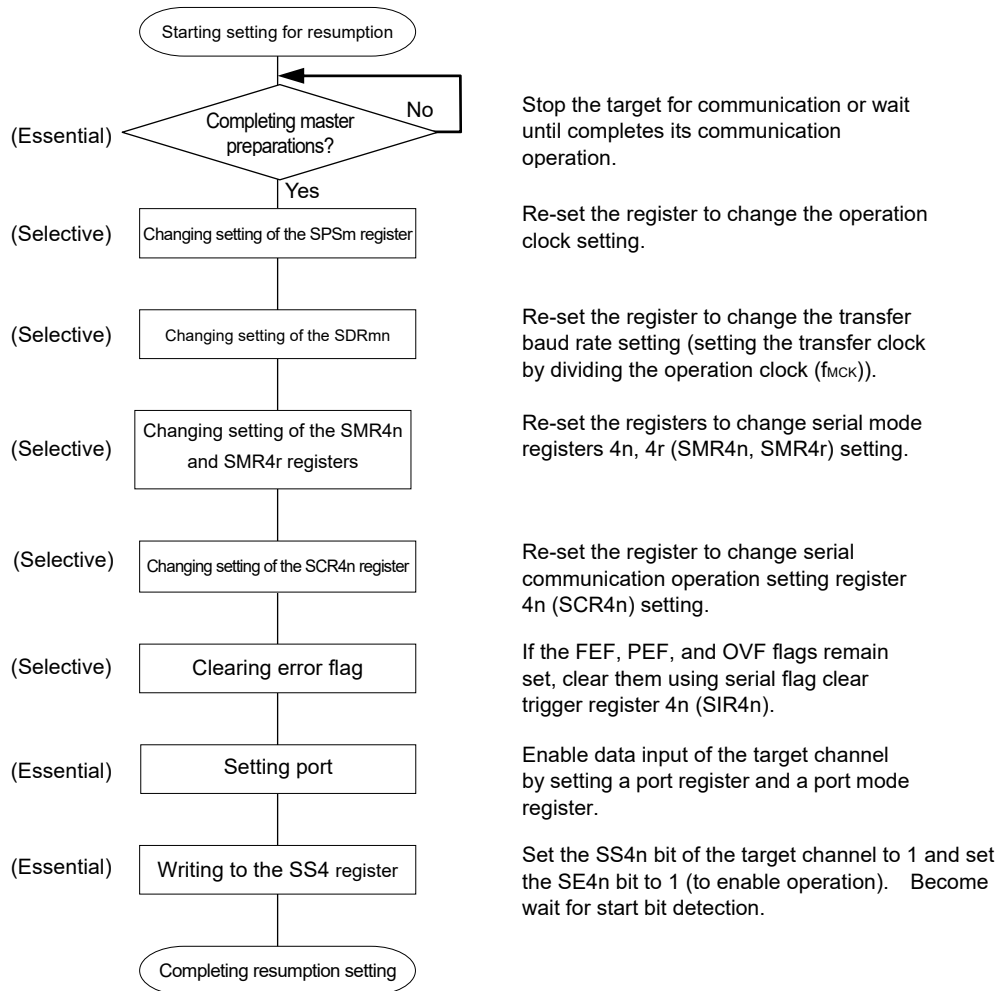 Starting setting for resumption
(Essential)
Completing master
preparations?
No
Yes
Stop the target for communication or wait
until completes its communication
operation.
(Selective)
Changing setting of the SPSm register
Re-set the register to change the operation
clock setting.
(Selective)
Changing setting of the SDRmn
Re-set the register to change the transfer
baud rate setting (setting the transfer clock
by dividing the operation clock (fMCK)).
(Selective)
Changing setting of the SMR4n
and SMR4r registers
Re-set the registers to change serial mode
registers 4n, 4r (SMR4n, SMR4r) setting.
(Selective)
Changing setting of the SCR4n register
Re-set the register to change serial
communication operation setting register
4n (SCR4n) setting.
(Selective)
Clearing error flag
If the FEF, PEF, and OVF flags remain
set, clear them using serial flag clear
trigger register 4n (SIR4n).
(Essential)
Setting port
Enable data input of the target channel
by setting a port register and a port mode
register.
(Essential)
Writing to the SS4 register
Set the SS4n bit of the target channel to 1 and set
the SE4n bit to 1 (to enable operation). Become
wait for start bit detection.
Completing resumption setting